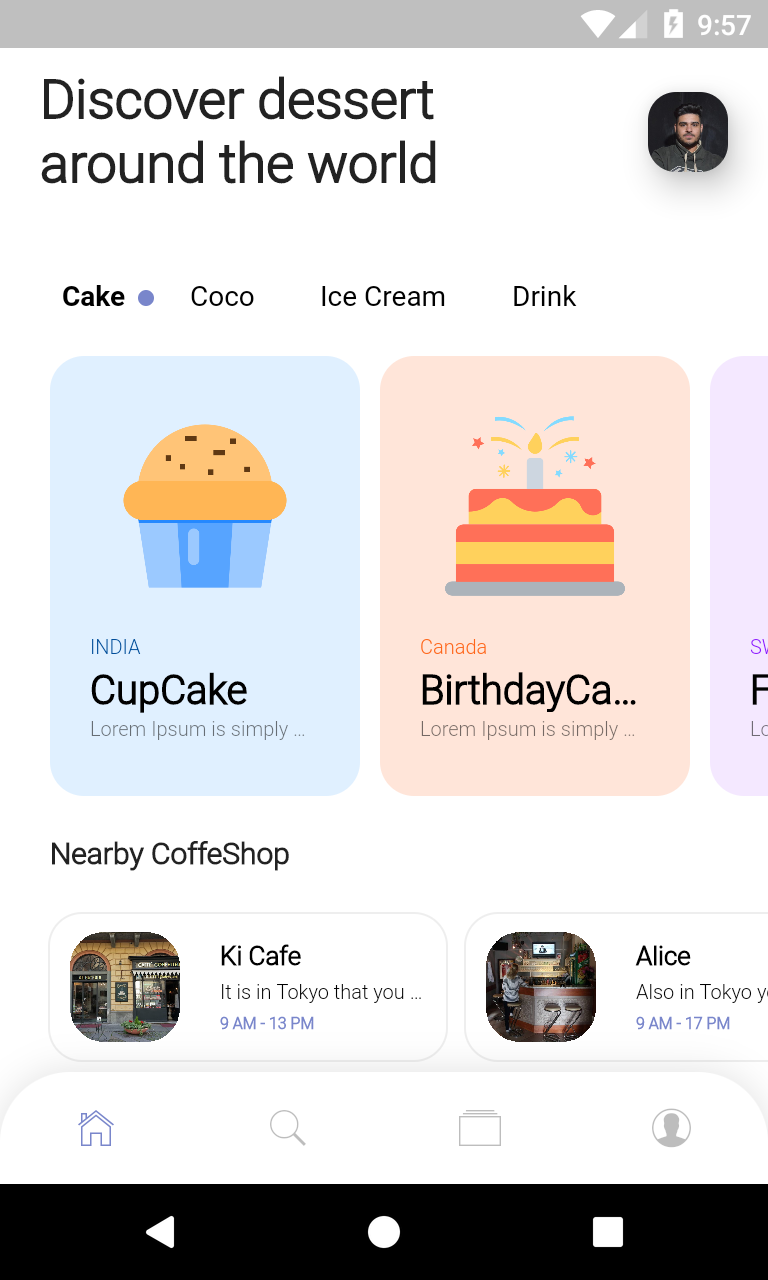 9:57
Discover dessert
around the world
Cake Coco Ice Cream Drink
INDIA
CupCake
Lorem Ipsum is simply ...
Canada
BirthdayCa...
Lorem Ipsum is simply ...
SW
F
Lo
Nearby CoffeShop
Ki Cafe
It is in Tokyo that you ...
9 AM - 13 PM
Alice
Also in Tokyo y
9 AM - 17 PM